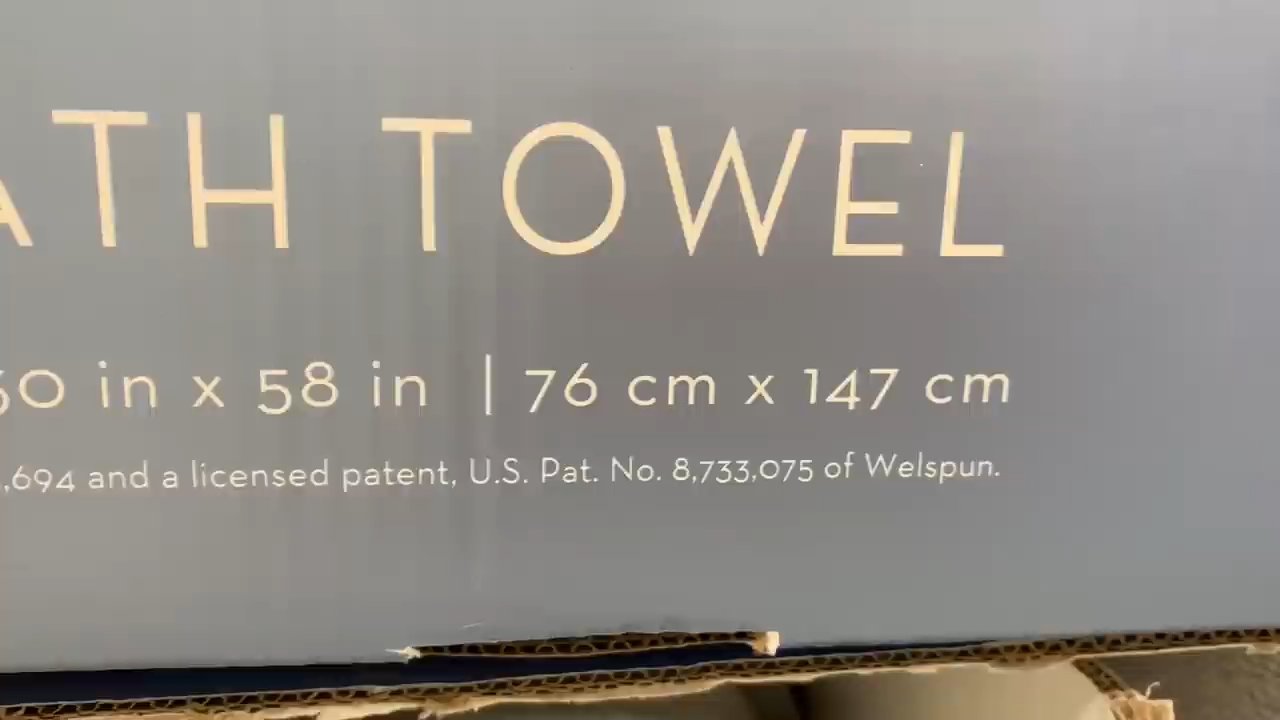 ATH TOWEL
0 in x 58 in | 76 cm x 147 cm
,694 and a licensed patent, U.S. Pat. No. 8,733,075 of Welspun.